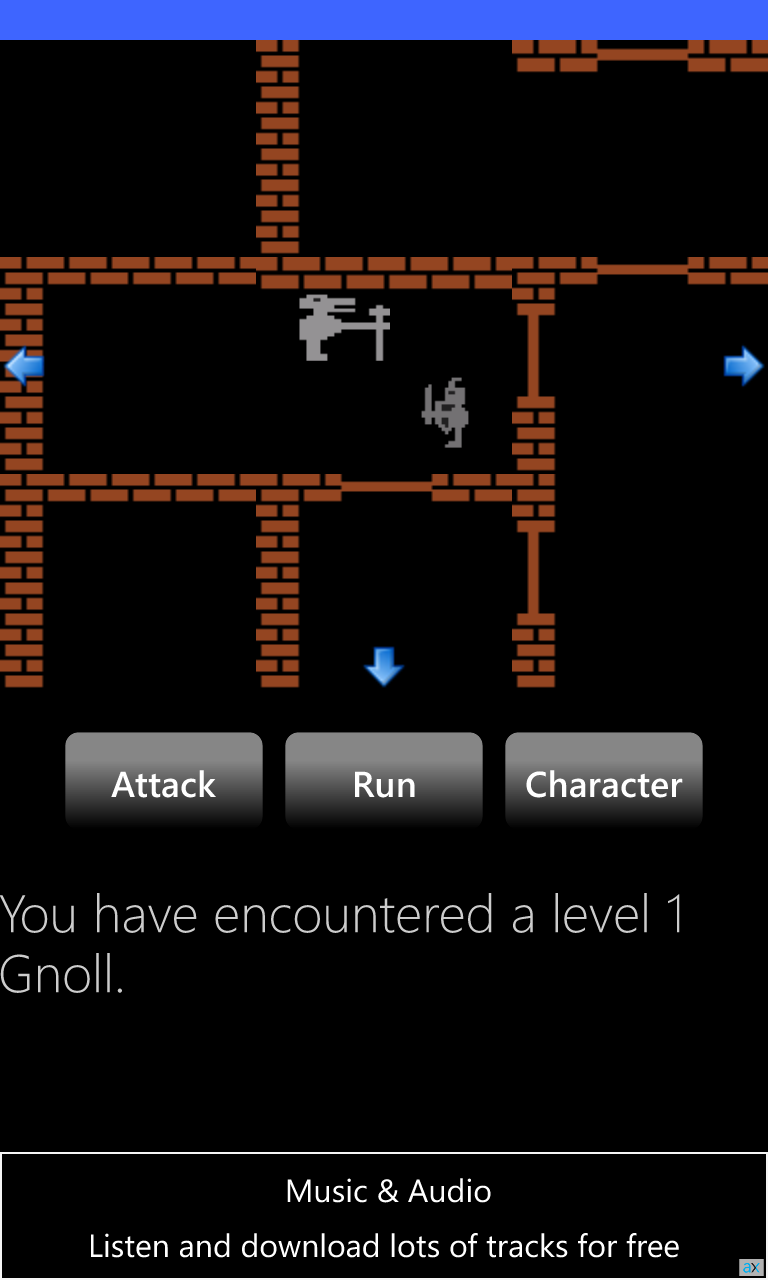 Attack
Run
Character
You have encountered a level 1
Gnoll.
Music & Audio
Listen and download lots of tracks for free
ax